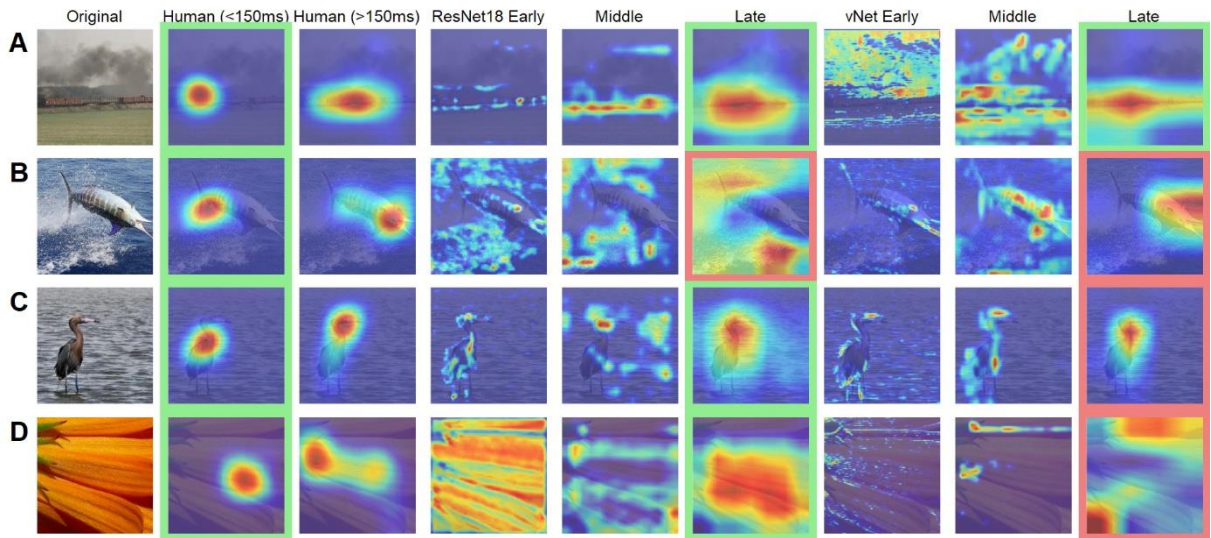 Original Human (<150ms) Human (>150ms) ResNet18 Early Middle Late vNet Early Middle Late
A
B
C
D